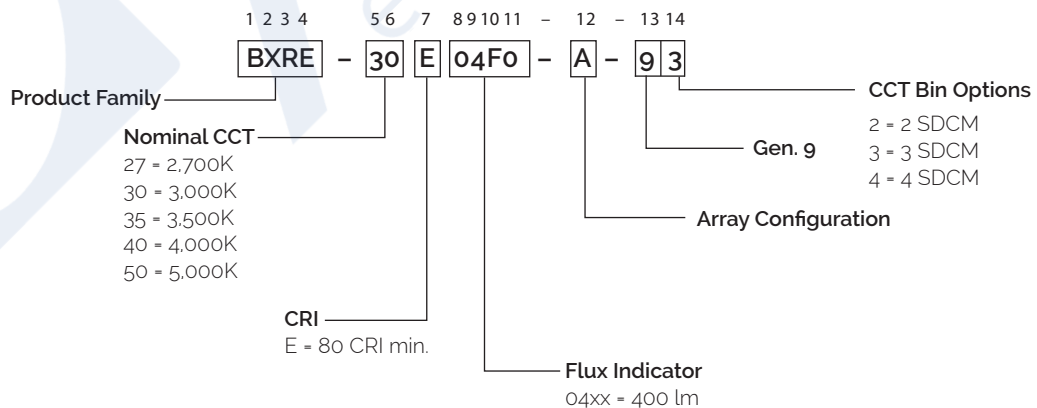 1 2 3 4 5 6 7 8 9 10 11 – 12 – 13 14
BXRE – 30 E 04F0 – A – 9 3
Product Family
Nominal CCT
27 = 2,700K
30 = 3,000K
35 = 3,500K
40 = 4,000K
50 = 5,000K
CRI
E = 80 CRI min.
Flux Indicator
04xx = 400 lm
Array Configuration
Gen. 9
CCT Bin Options
2 = 2 SDCM
3 = 3 SDCM
4 = 4 SDCM